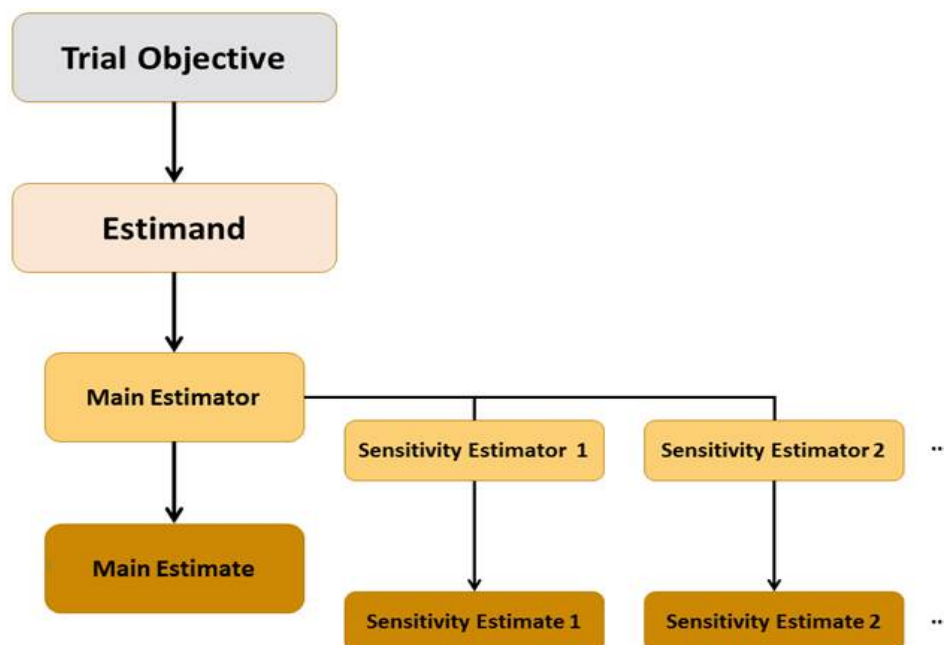 Trial Objective
Estimand
Main Estimator
Sensitivity Estimator 1
Sensitivity Estimator 2
...
Main Estimate
Sensitivity Estimate 1
Sensitivity Estimate 2
...